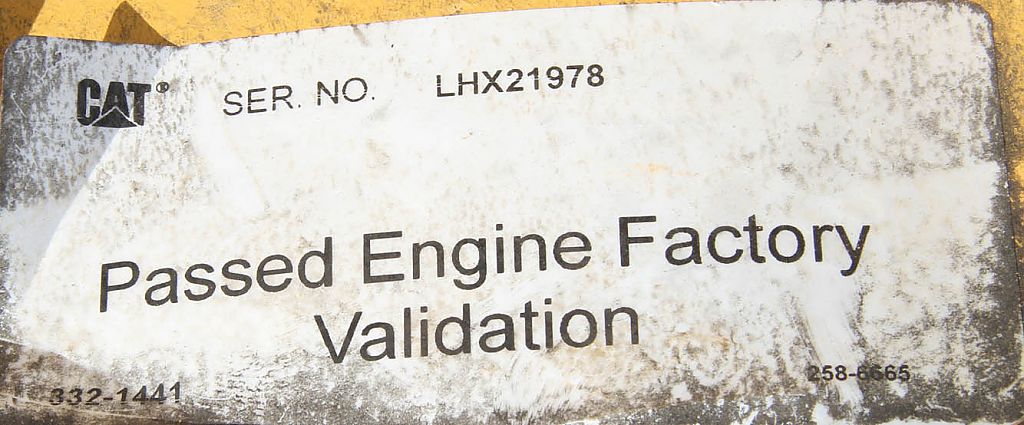 CAT® SER. NO. LHX21978
Passed Engine Factory
Validation
332-1441 258-6665